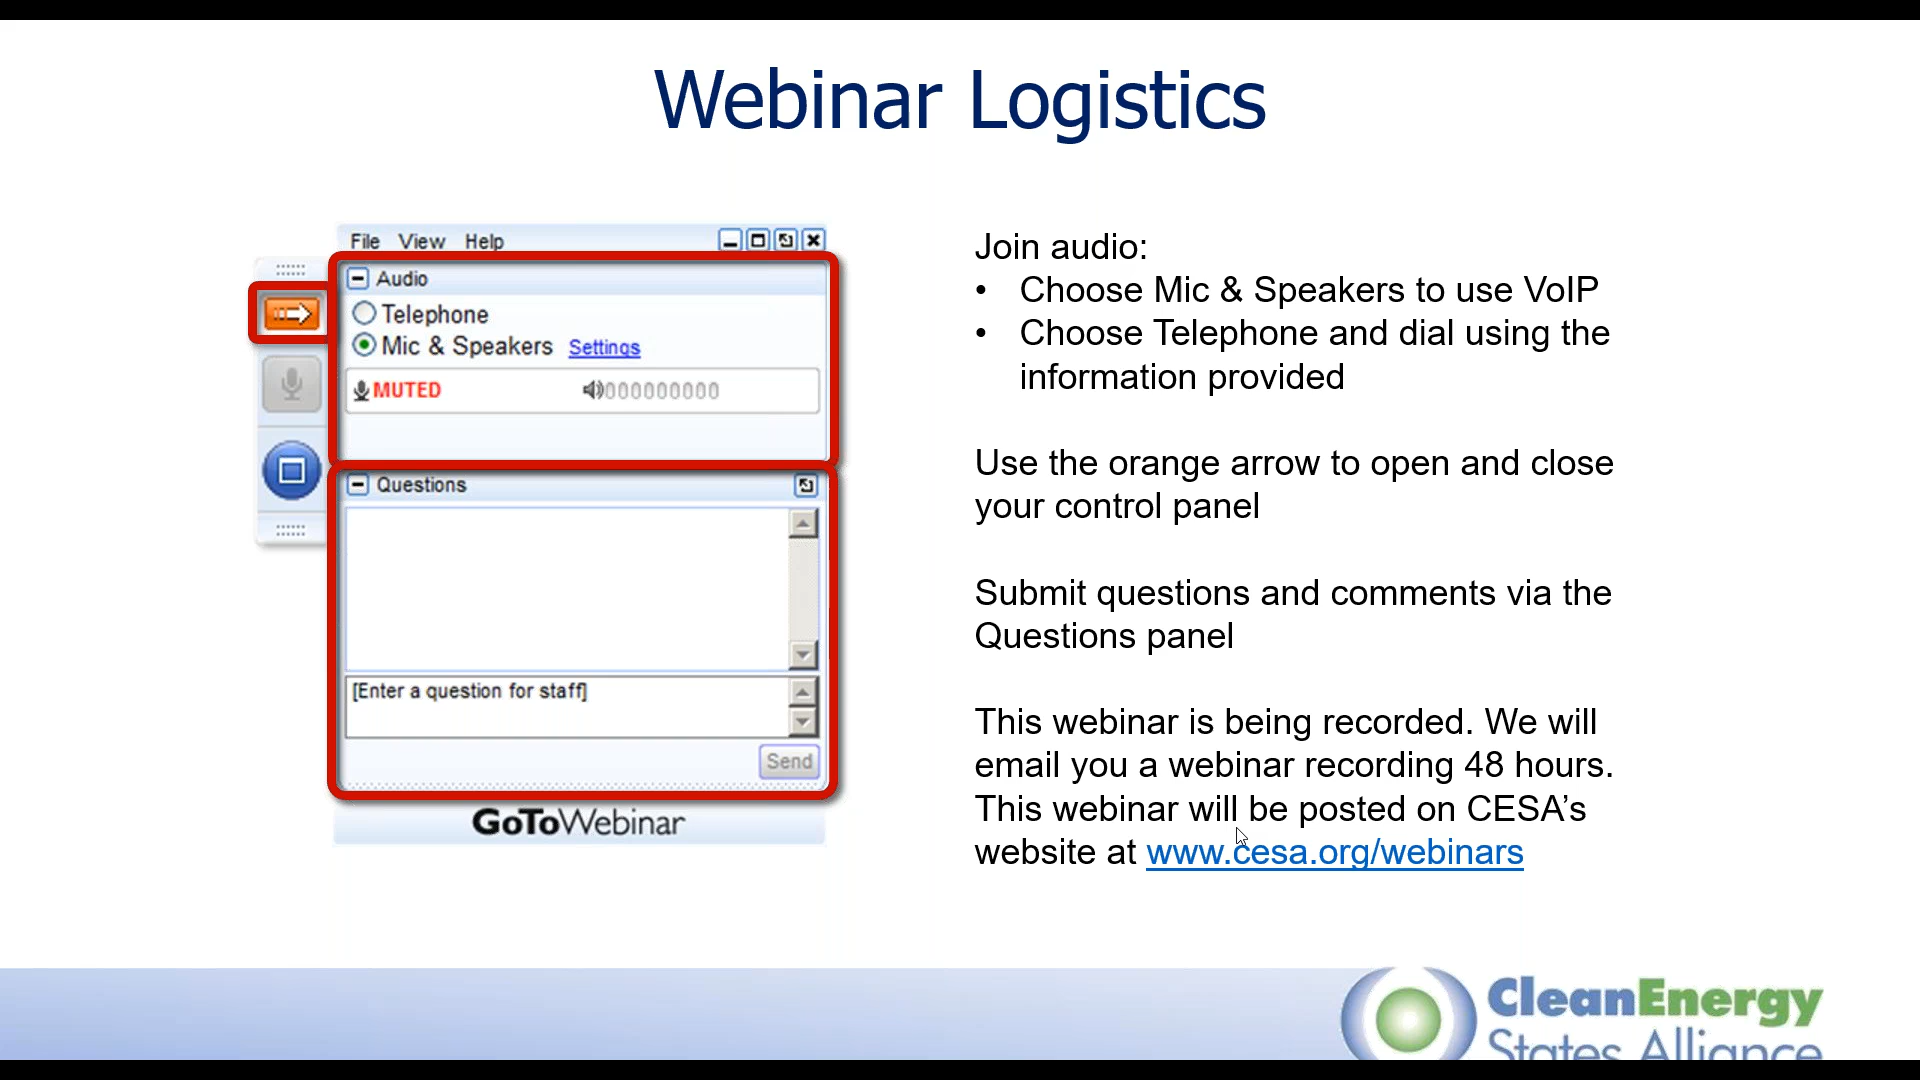 Webinar Logistics
File View Help
Audio
Telephone
Mic & Speakers Settings
MUTED
Questions
[Enter a question for staff]
Send
GoToWebinar
Join audio:
• Choose Mic & Speakers to use VoIP
• Choose Telephone and dial using the
information provided
Use the orange arrow to open and close
your control panel
Submit questions and comments via the
Questions panel
This webinar is being recorded. We will
email you a webinar recording 48 hours.
This webinar will be posted on CESA's
website at www.cesa.org/webinars
CleanEnergy
States Alliance